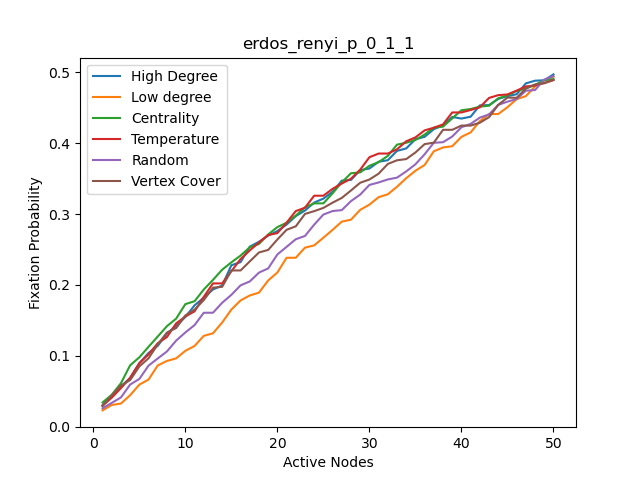 erdos_renyi_p_0_1_1
High Degree
Low degree
Centrality
Temperature
Random
Vertex Cover
Fixation Probability
0.5
0.4
0.3
0.2
0.1
0.0
0 10 20 30 40 50
Active Nodes